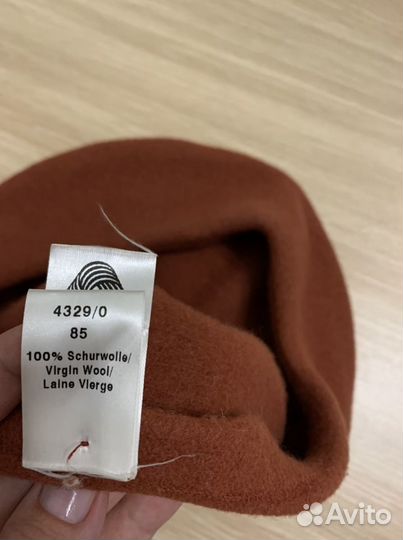 4329/0
85
100% Schurwolle/
Virgin Wool/
Laine Vierge
Avito